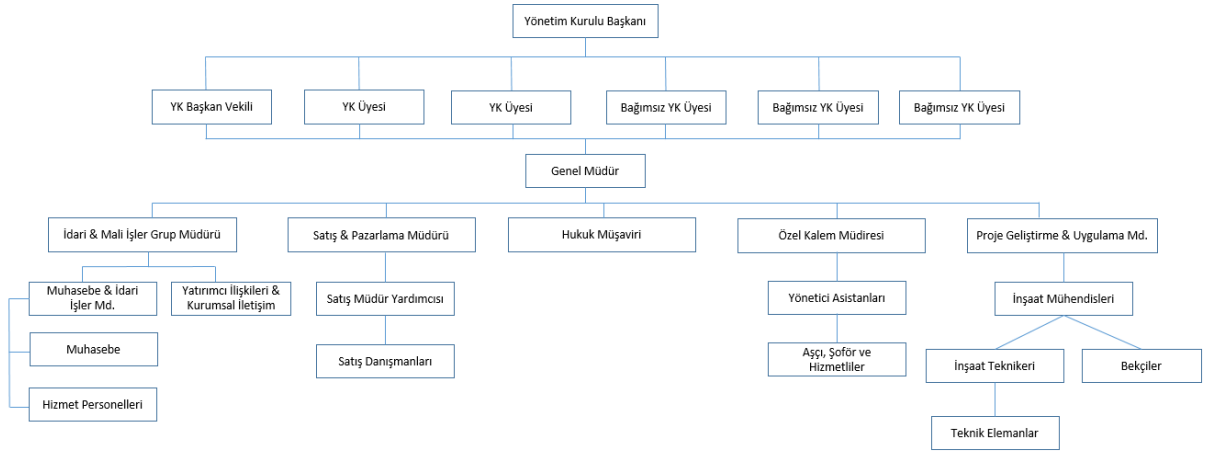 Yönetim Kurulu Başkanı
YK Başkan Vekili
YK Üyesi
YK Üyesi
Bağımsız YK Üyesi
Bağımsız YK Üyesi
Bağımsız YK Üyesi
Genel Müdür
İdari & Mali İşler Grup Müdürü
Satış & Pazarlama Müdürü
Hukuk Müşaviri
Özel Kalem Müdiresi
Proje Geliştirme & Uygulama Md.
Muhasebe & İdari
İşler Md.
Yatırımcı İlişkileri &
Kurumsal İletişim
Satış Müdür Yardımcısı
Yönetici Asistanları
İnşaat Mühendisleri
Muhasebe
Satış Danışmanları
Aşçı, Şoför ve
Hizmetliler
İnşaat Teknikeri
Bekçiler
Hizmet Personelleri
Teknik Elemanlar